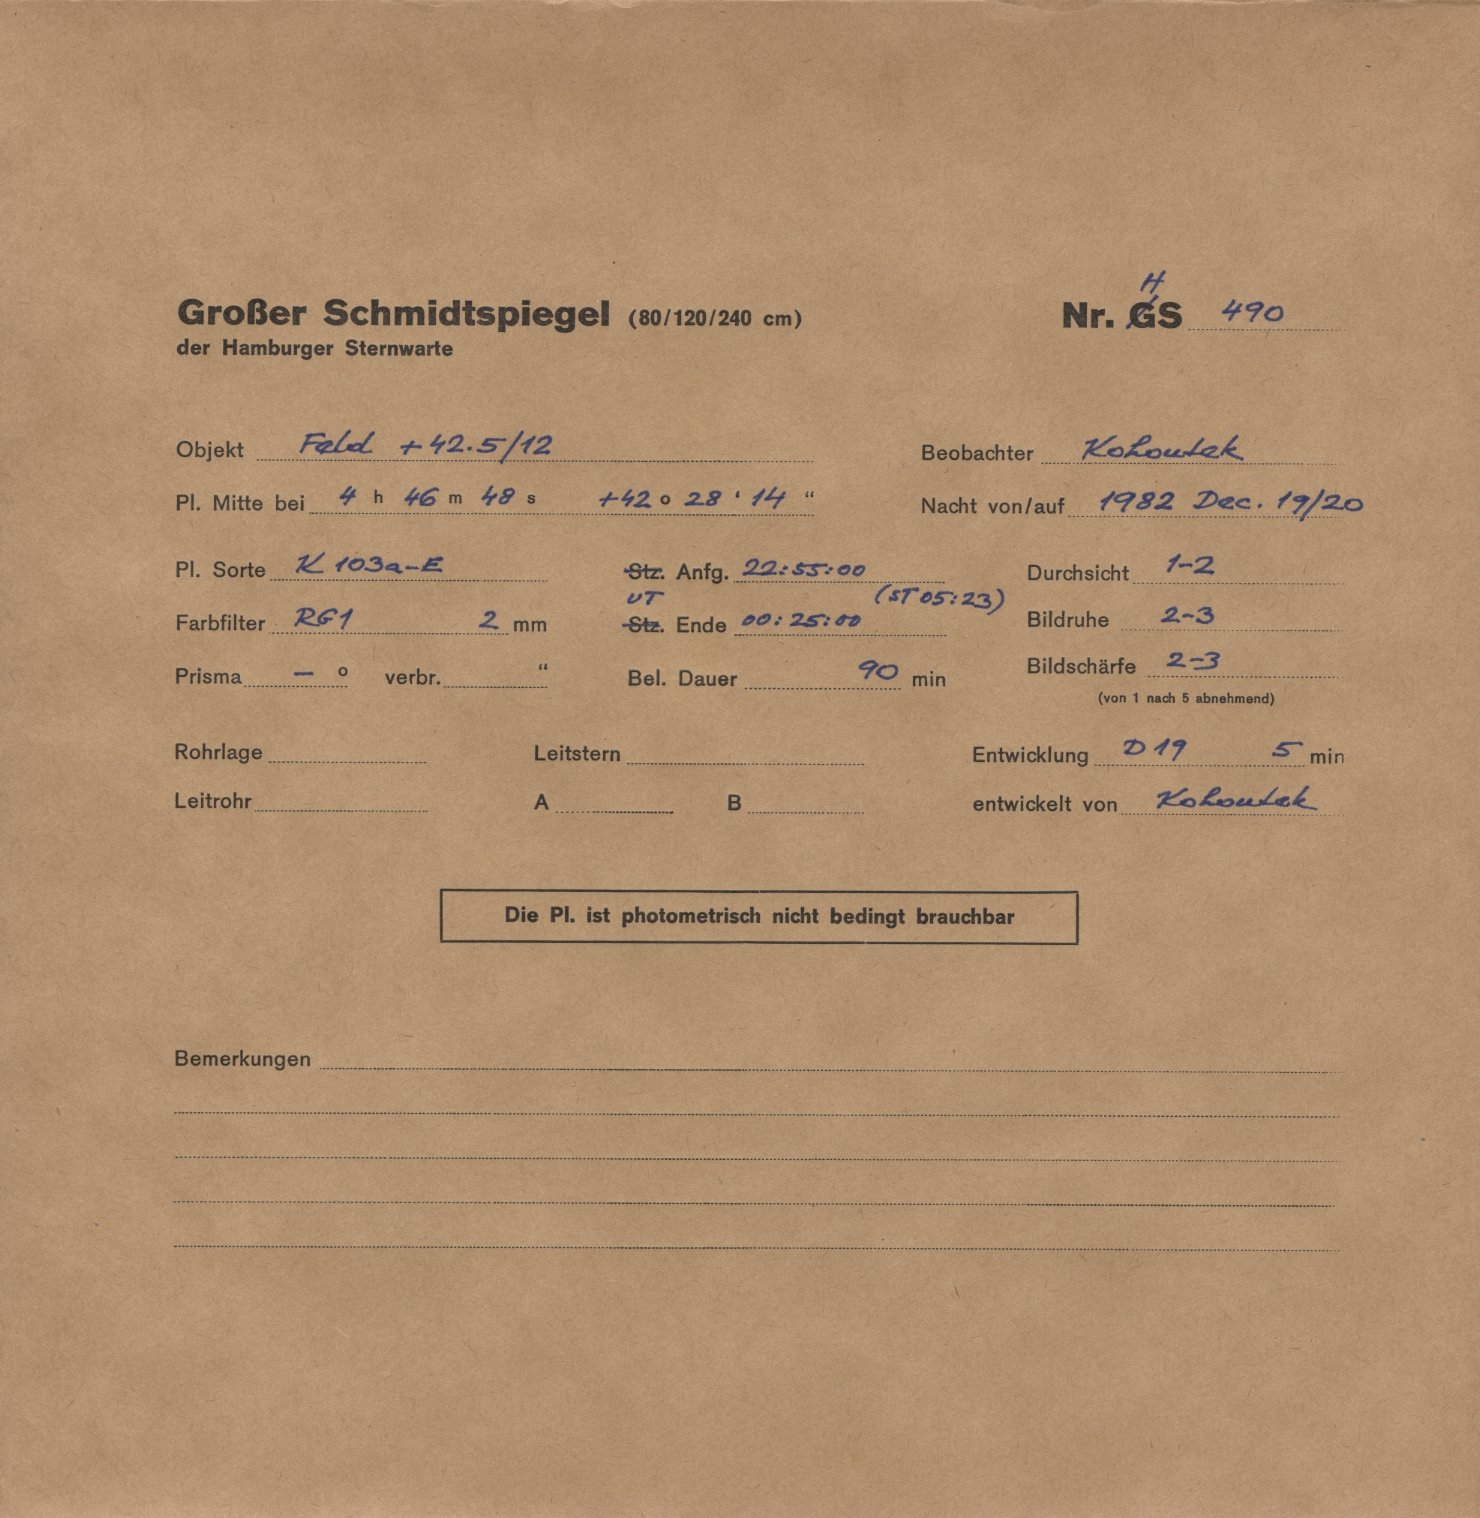 Großer Schmidtspiegel (80/120/240 cm)
H
Nr. GS 490
der Hamburger Sternwarte
Objekt Feld +42.5/12
Beobachter Kohoutek
Pl. Mitte bei 4 h 46 m 48 s +42 o 28 ‘ 14 “
Nacht von/auf 1982 Dec. 19/20
Pl. Sorte K 103a-E
Stz. Anfg. 22:55:00
Durchsicht 1-2
UT (ST 05:23)
Farbfilter RG1 2 mm
Stz. Ende 00:25:00
Bildruhe 2-3
Prisma – o verbr. “
Bel. Dauer 90 min
Bildschärfe 2-3
(von 1 nach 5 abnehmend)
Rohrlage
Leitstern
Entwicklung D 19 5 min
Leitrohr
A B
entwickelt von Kohoutek
Die Pl. ist photometrisch nicht bedingt brauchbar
Bemerkungen